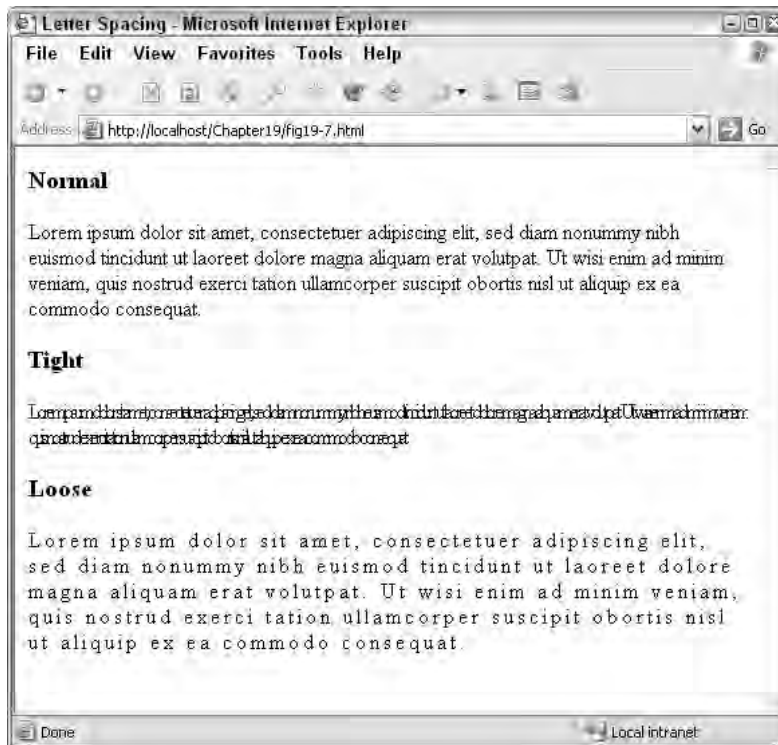 Letter Spacing - Microsoft Internet Explorer
File Edit View Favorites Tools Help
Address http://localhost/Chapter19/fig19-7.html Go
Normal
Lorem ipsum dolor sit amet, consectetuer adipiscing elit, sed diam nonummy nibh
euismod tincidunt ut laoreet dolore magna aliquam erat volutpat. Ut wisi enim ad minim
veniam, quis nostrud exerci tation ullamcorper suscipit obortis nisl ut aliquip ex ea
commodo consequat.
Tight
Loose
Lorem ipsum dolor sit amet, consectetuer adipiscing elit,
sed diam nonummy nibh euismod tincidunt ut laoreet dolore
magna aliquam erat volutpat. Ut wisi enim ad minim veniam,
quis nostrud exerci tation ullamcorper suscipit obortis nisl
ut aliquip ex ea commodo consequat.
Done Local intranet